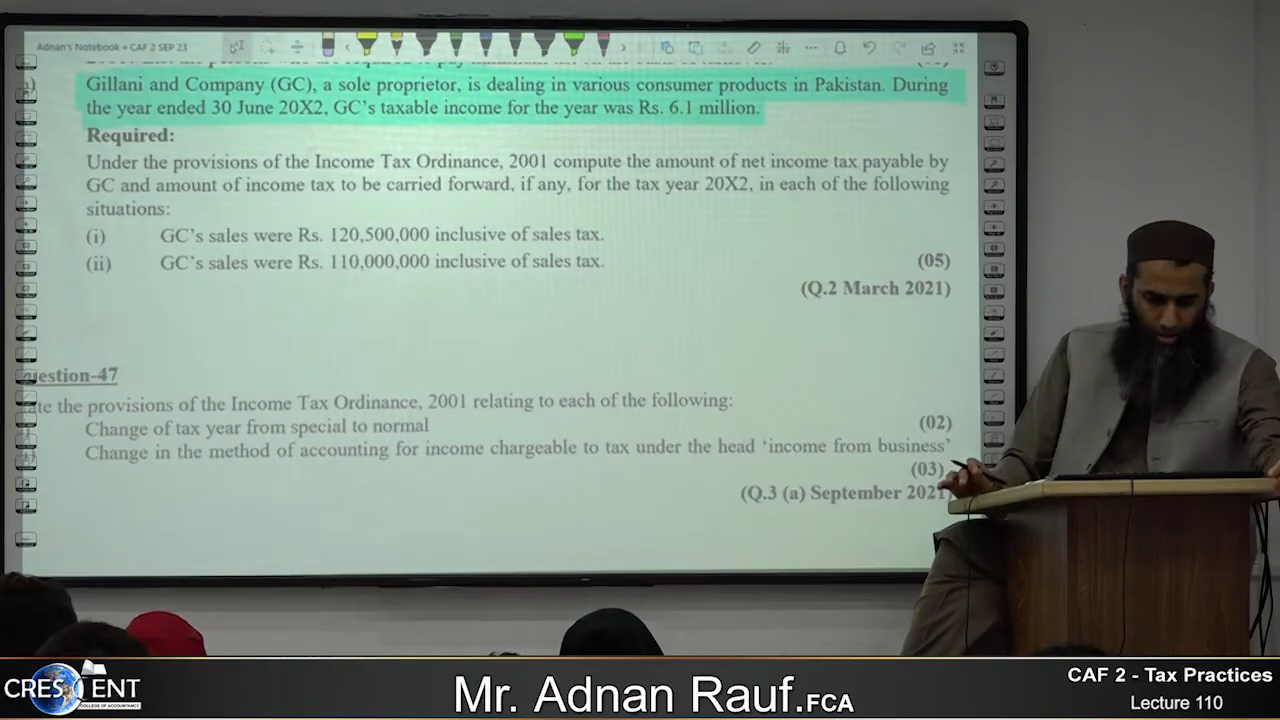 Adnan's Notebook » CAF 2 SEP 23
Gillani and Company (GC), a sole proprietor, is dealing in various consumer products in Pakistan. During
the year ended 30 June 20X2, GC's taxable income for the year was Rs. 6.1 million.
Required:
Under the provisions of the Income Tax Ordinance, 2001 compute the amount of net income tax payable by
GC and amount of income tax to be carried forward, if any, for the tax year 20X2, in each of the following
situations:
(i) GC's sales were Rs. 120,500,000 inclusive of sales tax.
(ii) GC's sales were Rs. 110,000,000 inclusive of sales tax.
(05)
(Q.2 March 2021)
uestion-47
ate the provisions of the Income Tax Ordinance, 2001 relating to each of the following:
Change of tax year from special to normal (02)
Change in the method of accounting for income chargeable to tax under the head 'income from business'
(03)
(Q.3 (a) September 2021
CRESCENT
COLLEGE OF ACCOUNTANCY
Mr. Adnan Rauf.FCA
CAF 2 - Tax Practices
Lecture 110